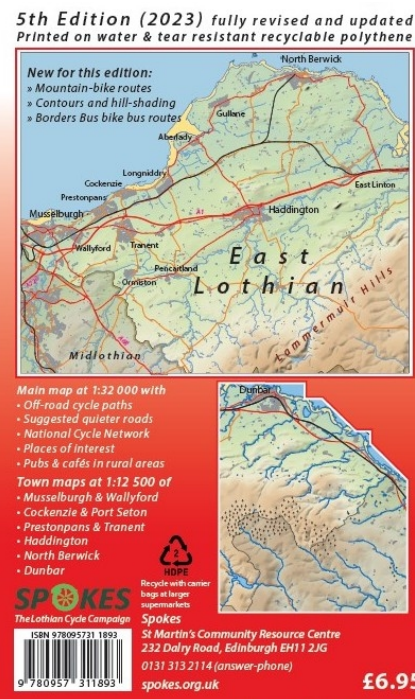 5th Edition (2023) fully revised and updated
Printed on water & tear resistant recyclable polythene
New for this edition:
» Mountain-bike routes
» Contours and hill-shading
» Borders Bus bike bus routes
North Berwick
Gullane
Aberlady
Longniddry
Cockenzie
Prestonpans
Musselburgh
East Linton
A1
Haddington
Wallyford
Tranent
Pencaitland
Ormiston
East
Lothian
Lammermuir Hills
Midlothian
A68
Main map at 1:32 000 with
• Off-road cycle paths
• Suggested quieter roads
• National Cycle Network
• Places of interest
• Pubs & cafés in rural areas
Town maps at 1:12 500 of
• Musselburgh & Wallyford
• Cockenzie & Port Seton
• Prestonpans & Tranent
• Haddington
• North Berwick
• Dunbar
Dunbar
2
HDPE
Recycle with carrier
bags at larger
supermarkets
SPOKES
The Lothian Cycle Campaign
ISBN 978095731 1893
9 780957 311893
Spokes
St Martin's Community Resource Centre
232 Dalry Road, Edinburgh EH11 2JG
0131 313 2114 (answer-phone)
spokes.org.uk
£6.95